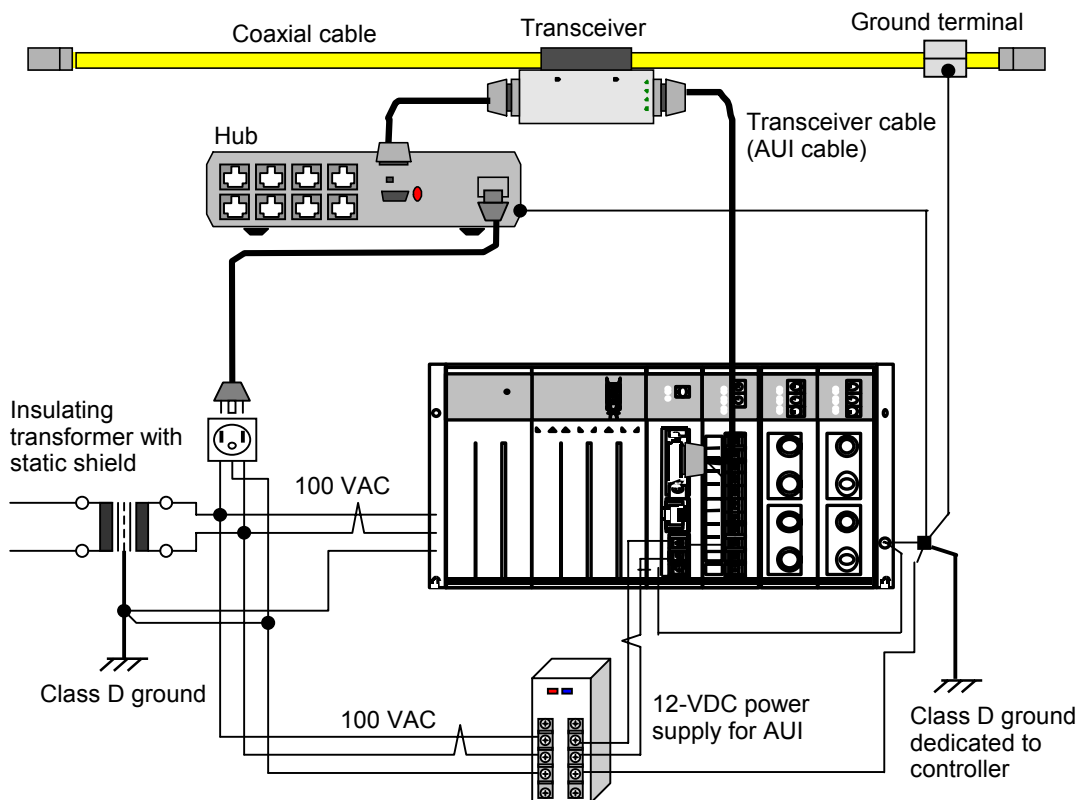 Coaxial cable
Transceiver
Ground terminal
Hub
Transceiver cable
(AUI cable)
Insulating
transformer with
static shield
100 VAC
Class D ground
100 VAC
12-VDC power
supply for AUI
Class D ground
dedicated to
controller